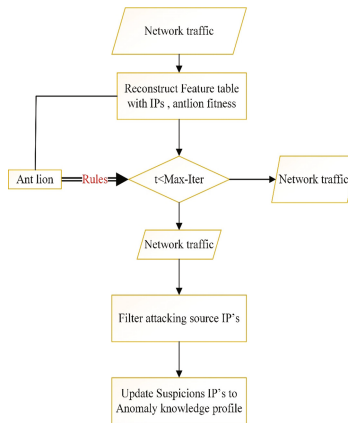 Network traffic
Reconstruct Feature table
with IPs , antlion fitness
Ant lion
Rules
t<Max-Iter
Network traffic
Network traffic
Filter attacking source IP's
Update Suspicions IP's to
Anomaly knowledge profile